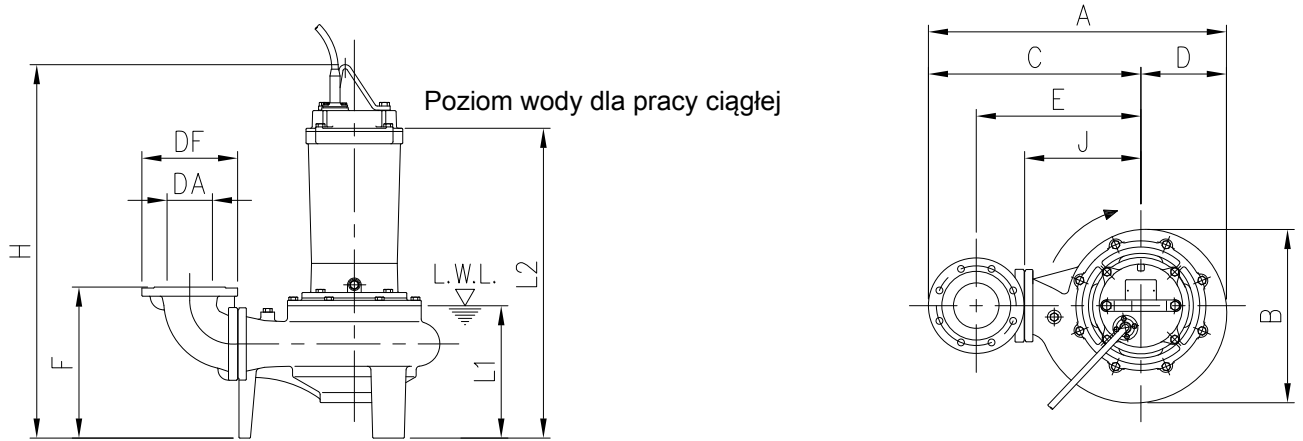 Poziom wody dla pracy ciągłej
DF
DA
H
F
L.W.L.
L1
L2
A
C
D
E
J
B